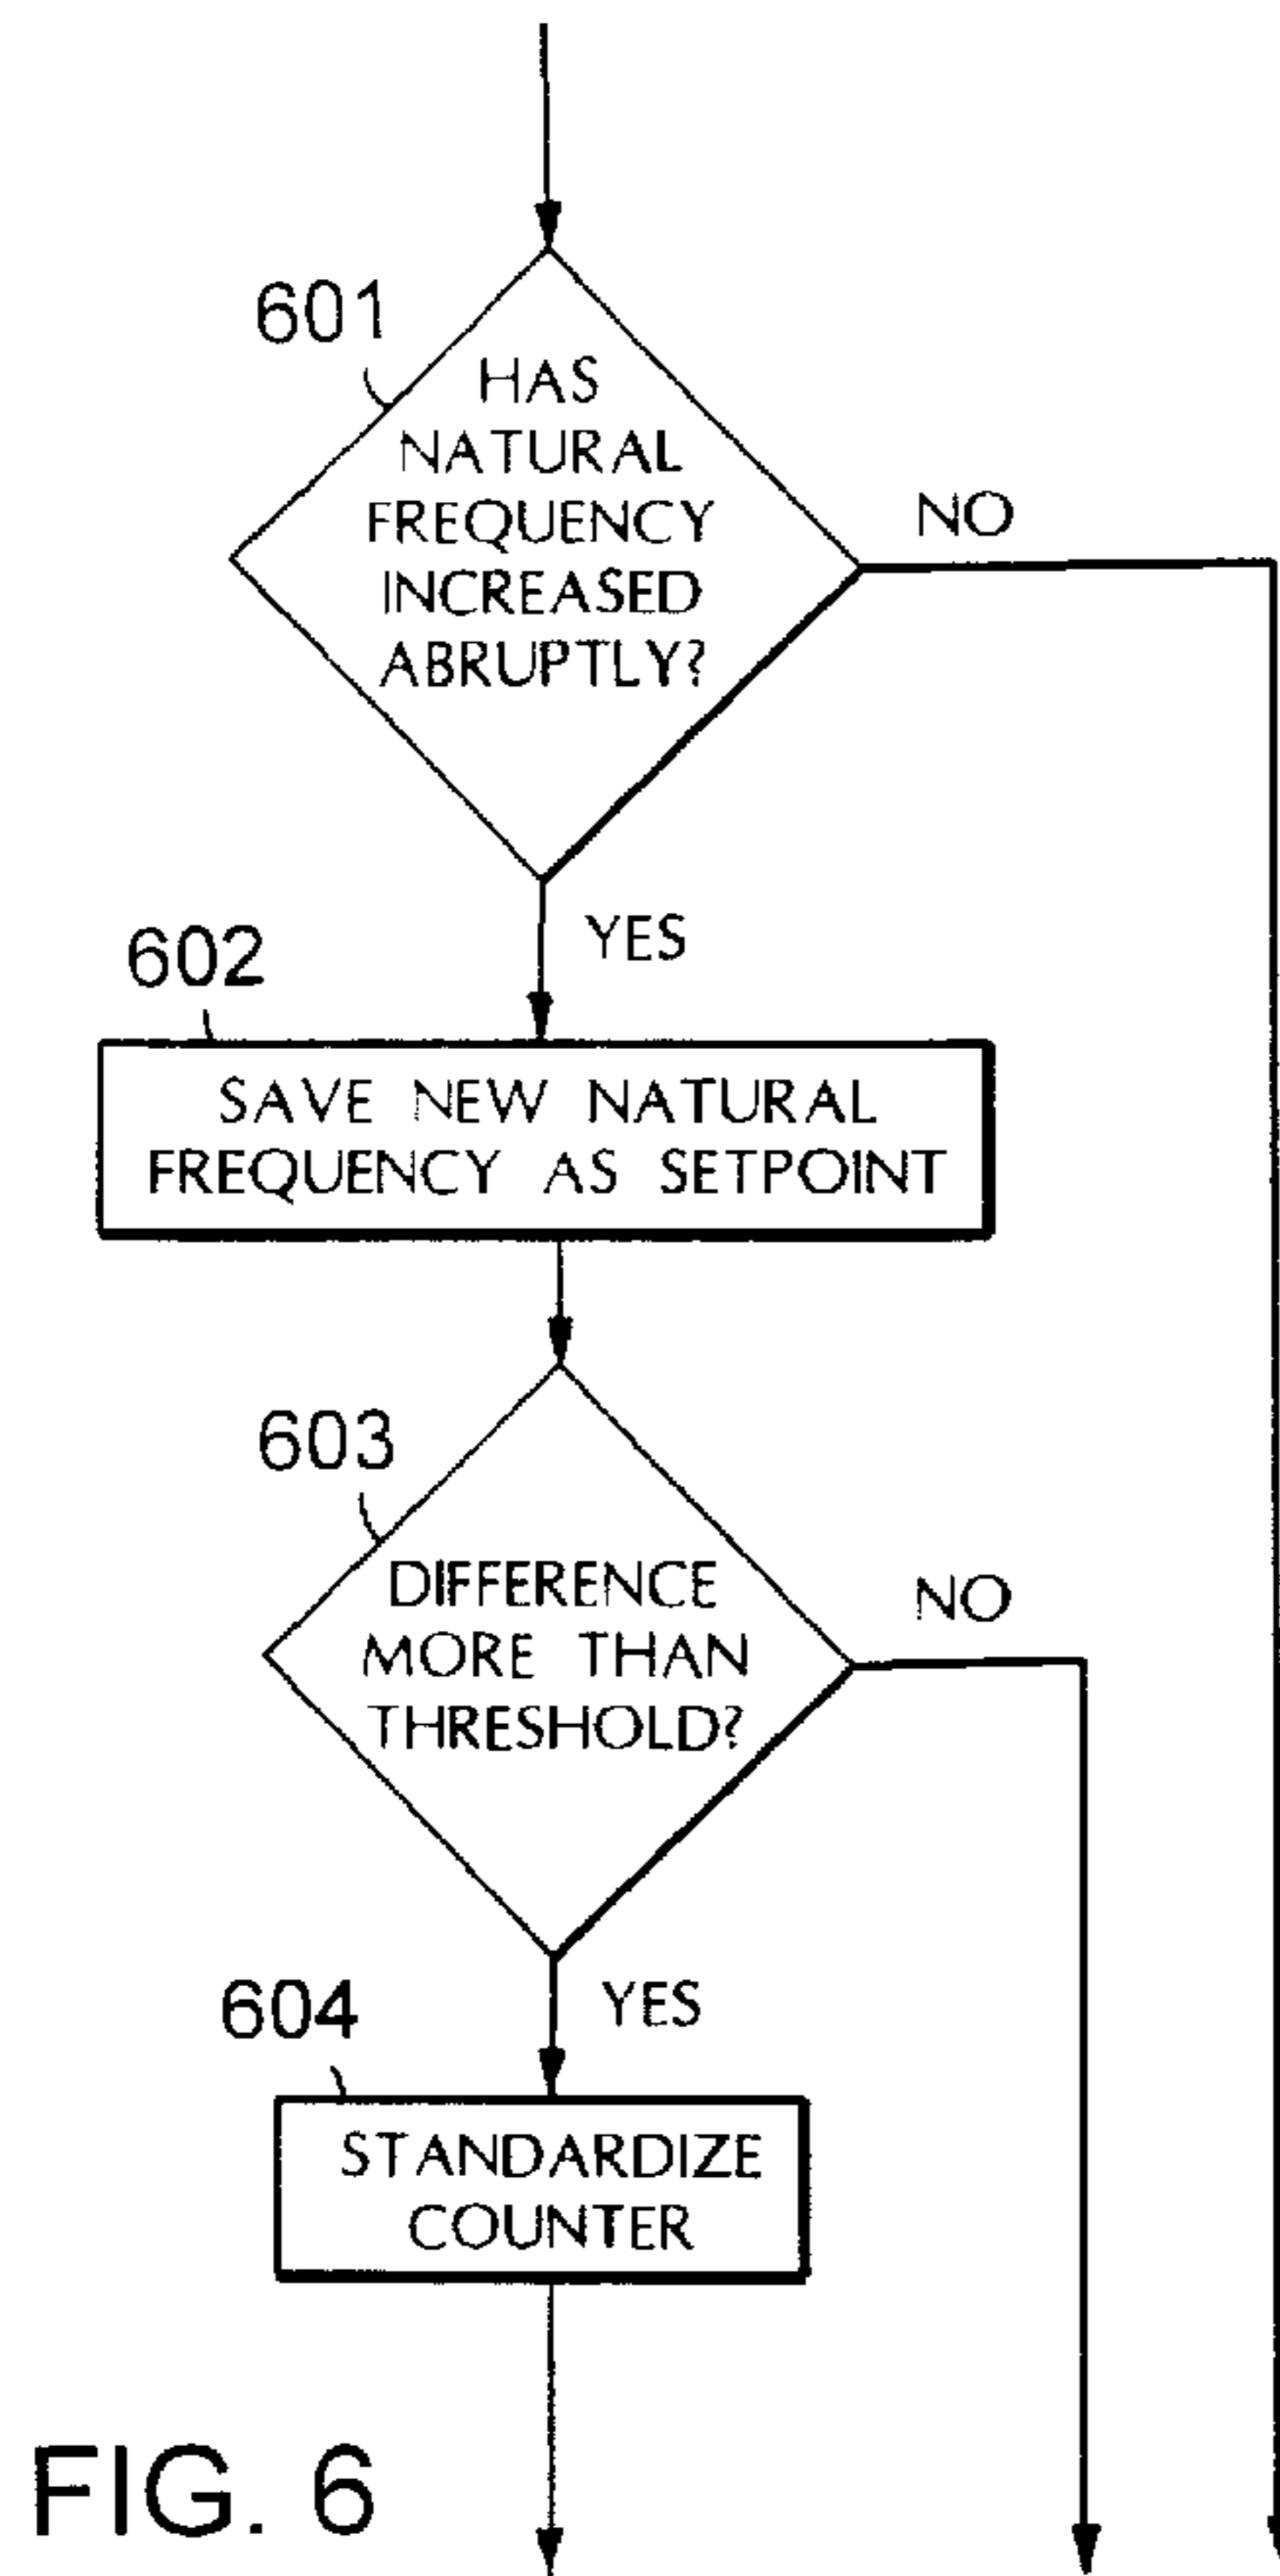 601
HAS
NATURAL
FREQUENCY
INCREASED
ABRUPTLY?
NO
YES
602
SAVE NEW NATURAL
FREQUENCY AS SETPOINT
603
DIFFERENCE
MORE THAN
THRESHOLD?
NO
YES
604
STANDARDIZE
COUNTER
FIG. 6